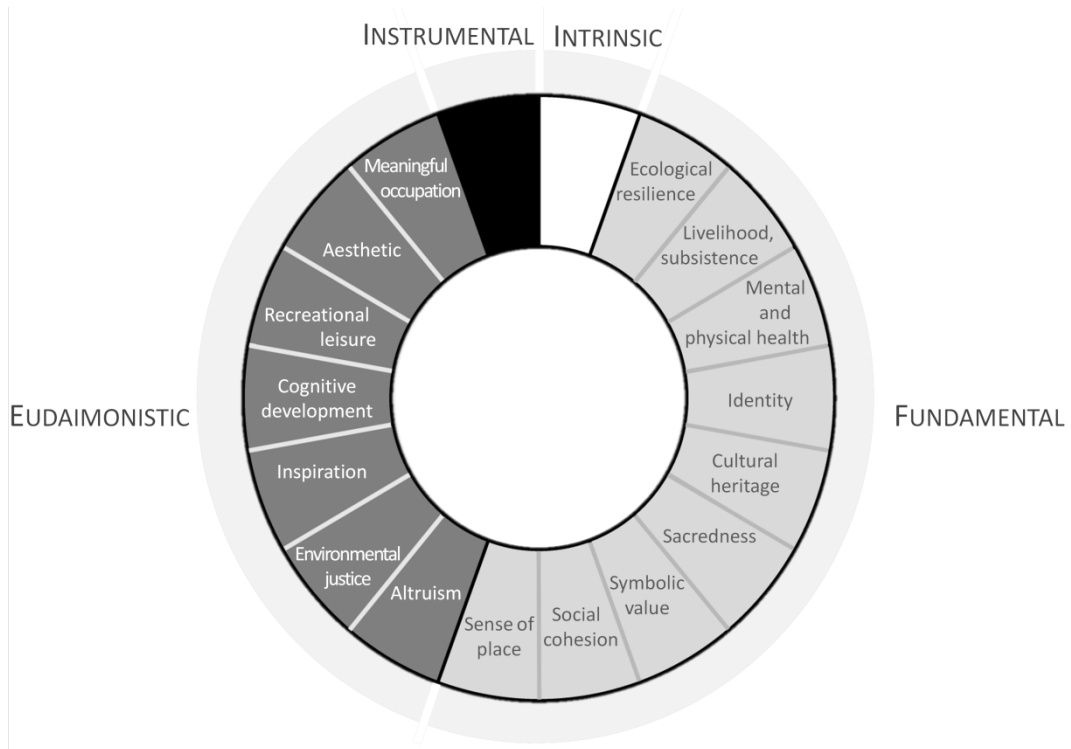 INSTRUMENTAL
INTRINSIC
Meaningful
occupation
Aesthetic
Recreational
leisure
Cognitive
development
Inspiration
Environmental
justice
Altruism
EUDAIMONISTIC
Ecological
resilience
Livelihood,
subsistence
Mental
and
physical health
Identity
Cultural
heritage
Sacredness
Symbolic
value
Social
cohesion
Sense of
place
FUNDAMENTAL